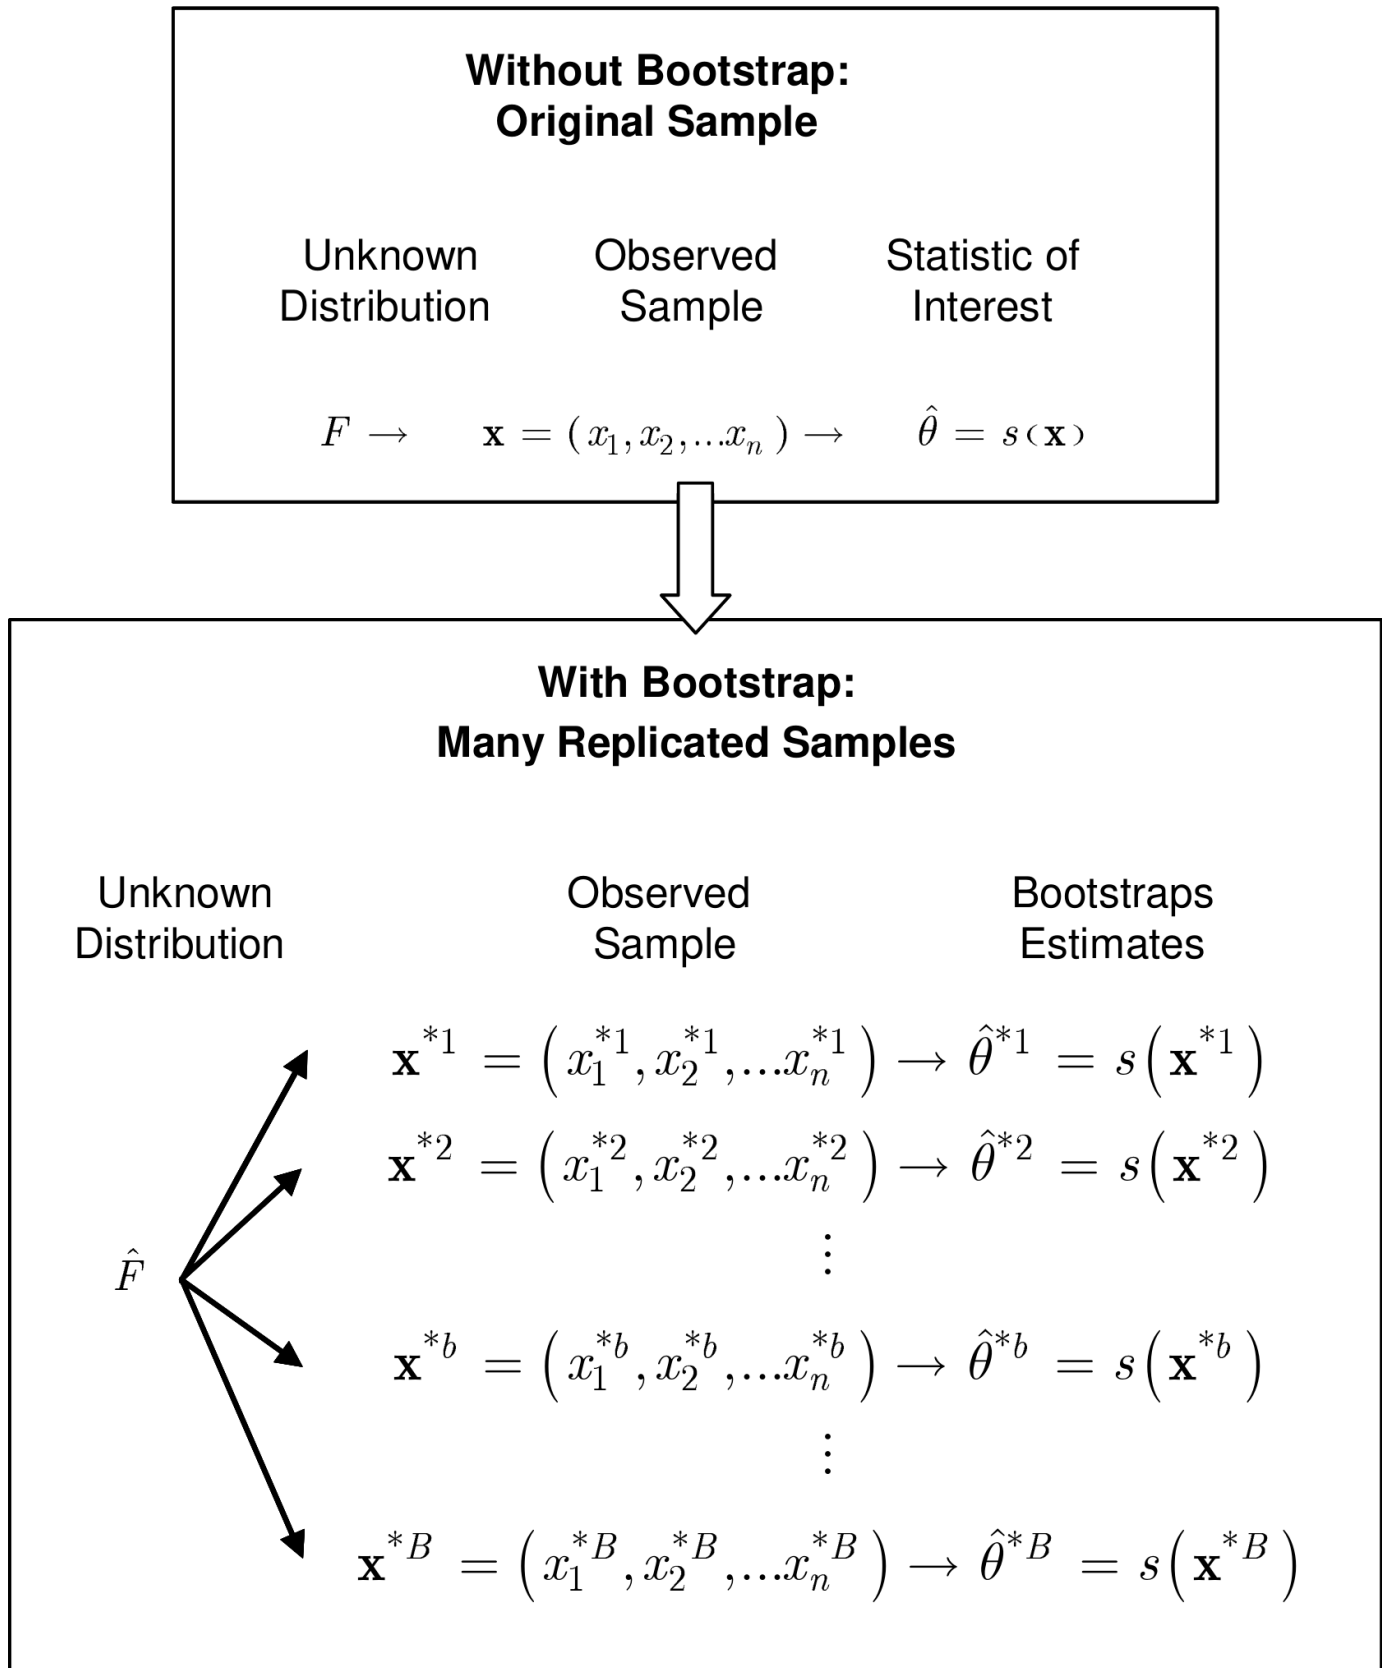 Without Bootstrap:
Original Sample
Unknown Distribution
Observed Sample
Statistic of Interest
F → x = (x₁, x₂, ...xₙ) → θ̂ = s(x)
With Bootstrap:
Many Replicated Samples
Unknown Distribution
Observed Sample
Bootstraps Estimates
x*¹ = (x₁*¹, x₂*¹, ...xₙ*¹) → θ̂*¹ = s(x*¹)
x*² = (x₁*², x₂*², ...xₙ*²) → θ̂*² = s(x*²)
⋮
F̂
x*ᵇ = (x₁*ᵇ, x₂*ᵇ, ...xₙ*ᵇ) → θ̂*ᵇ = s(x*ᵇ)
⋮
x*ᴮ = (x₁*ᴮ, x₂*ᴮ, ...xₙ*ᴮ) → θ̂*ᴮ = s(x*ᴮ)